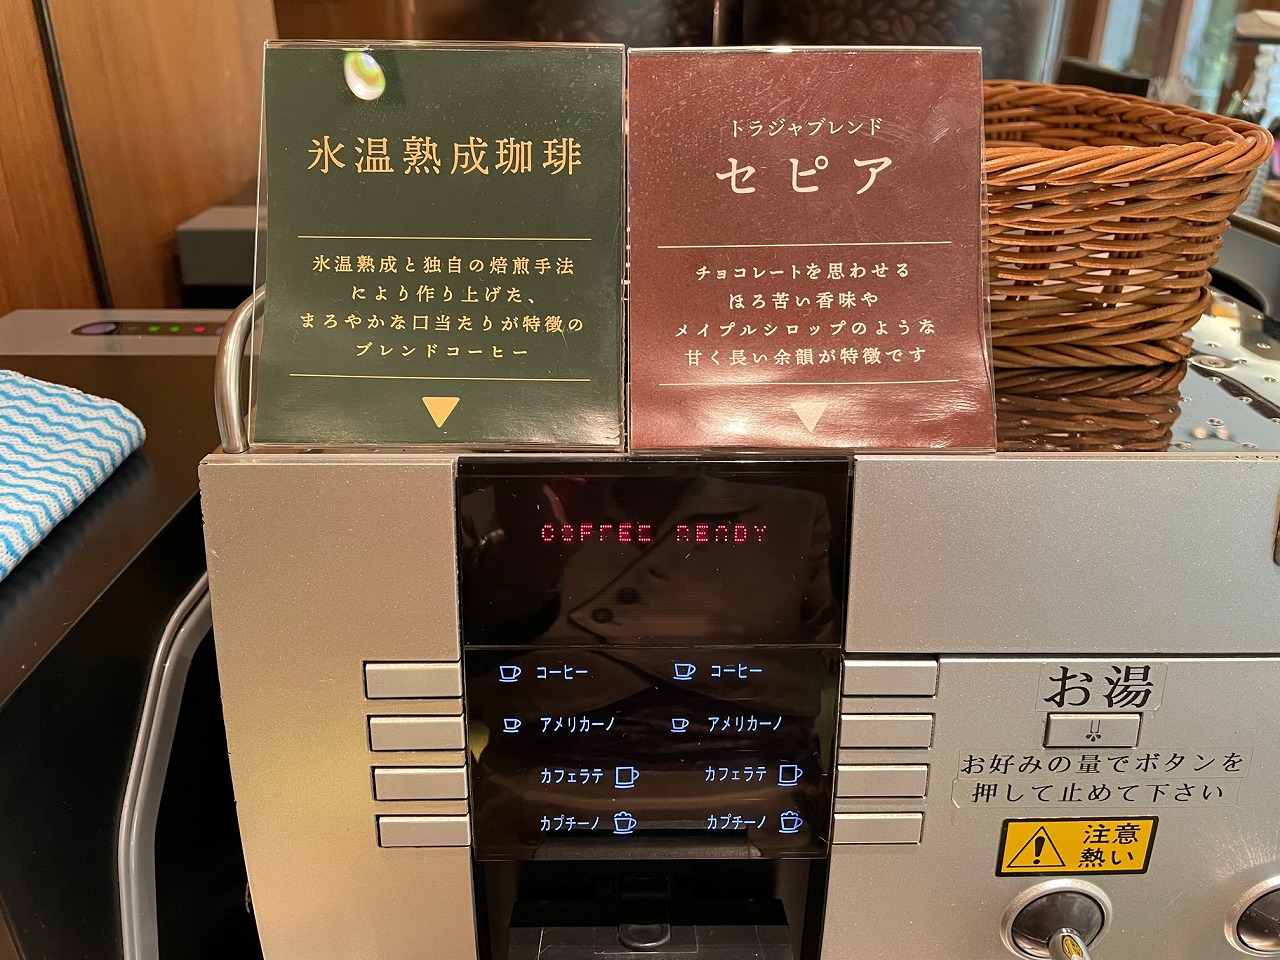 氷温熟成珈琲
氷温熟成と独自の焙煎手法
により作り上げた、
まろやかな口当たりが特徴の
ブレンドコーヒー
トラジャブレンド
セピア
チョコレートを思わせる
ほろ苦い香味や
メイプルシロップのような
甘く長い余韻が特徴です
COFFEE READY
コーヒー
コーヒー
アメリカーノ
アメリカーノ
カフェラテ
カフェラテ
カプチーノ
カプチーノ
お湯
お好みの量でボタンを
押して止めて下さい
注意
熱い